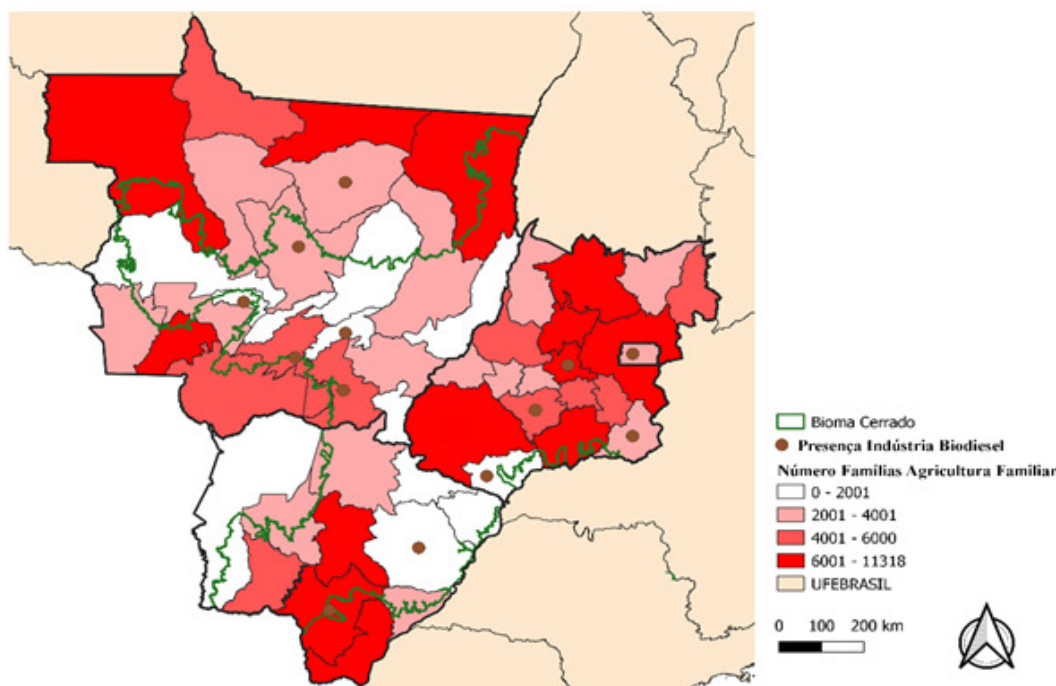 Bioma Cerrado
Presença Indústria Biodiesel
Número Famílias Agricultura Familiar
0 - 2001
2001 - 4001
4001 - 6000
6001 - 11318
UFEBRASIL
0 100 200 km